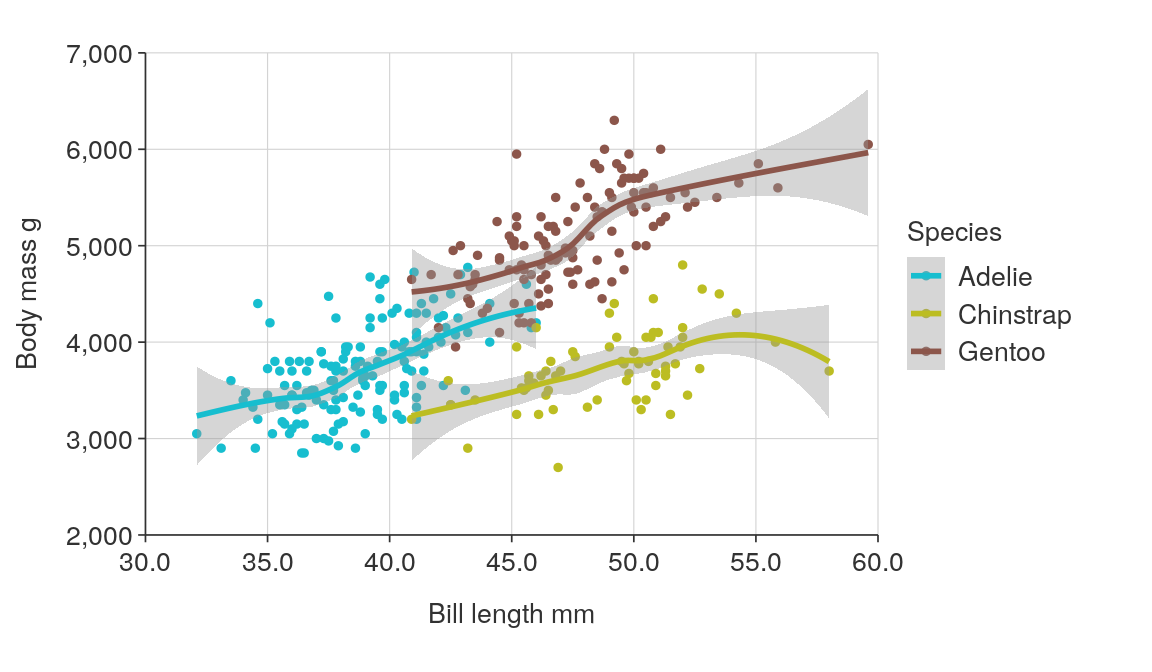 7,000
6,000
5,000
4,000
3,000
2,000
Body mass g
30.0 35.0 40.0 45.0 50.0 55.0 60.0
Bill length mm
Species
Adelie
Chinstrap
Gentoo